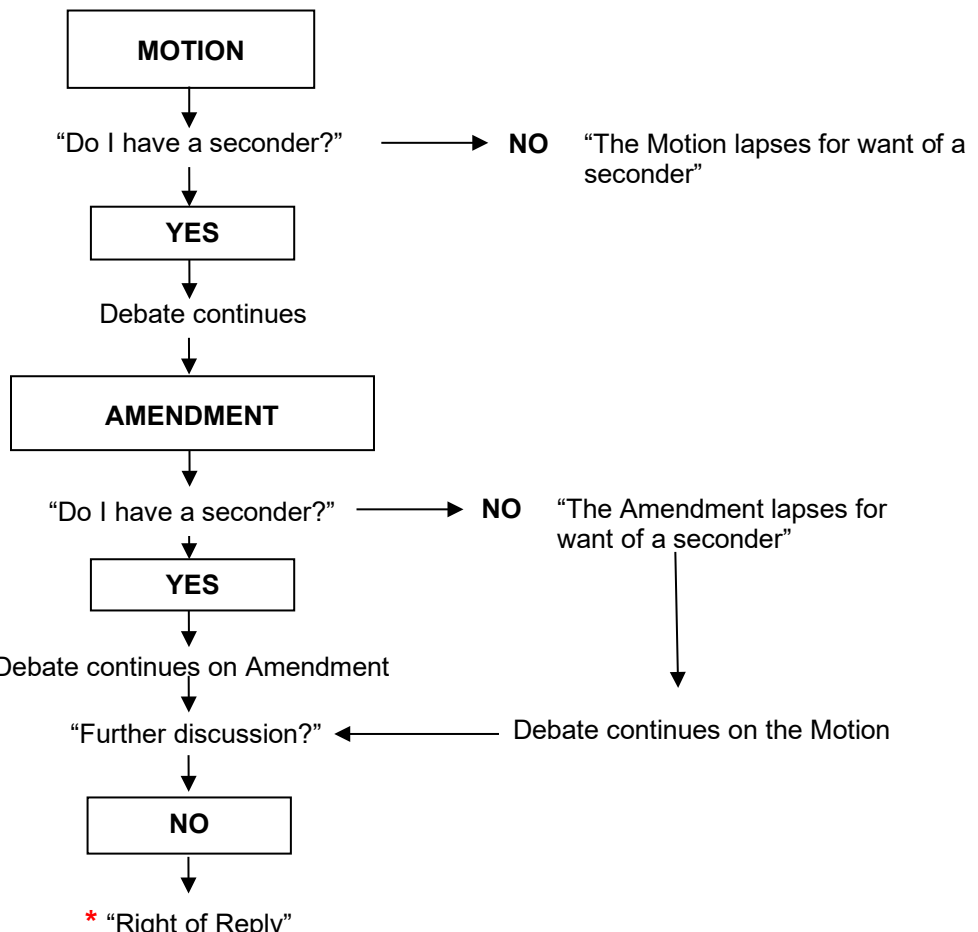 MOTION
“Do I have a seconder?”
NO
“The Motion lapses for want of a
seconder”
YES
Debate continues
AMENDMENT
“Do I have a seconder?”
NO
“The Amendment lapses for
want of a seconder”
YES
Debate continues on Amendment
“Further discussion?”
Debate continues on the Motion
NO
* “Right of Reply”